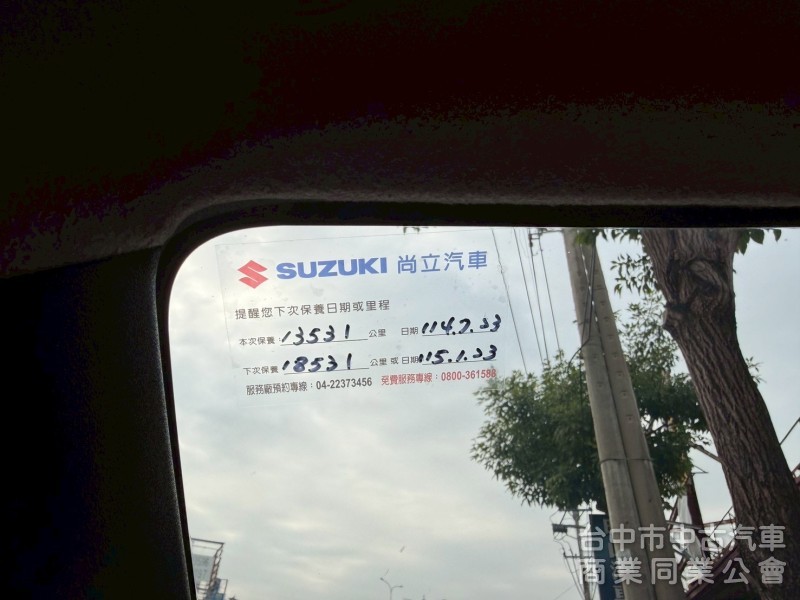 SUZUKI 尚立汽車
提醒您下次保養日期或里程
本次保養 13531 公里 日期 114.7.23
下次保養 18531 公里 或 日期 115.1.23
服務廠預約專線：04-22373456 免費服務專線：0800-361588
台中市中古汽車
商業同業公會